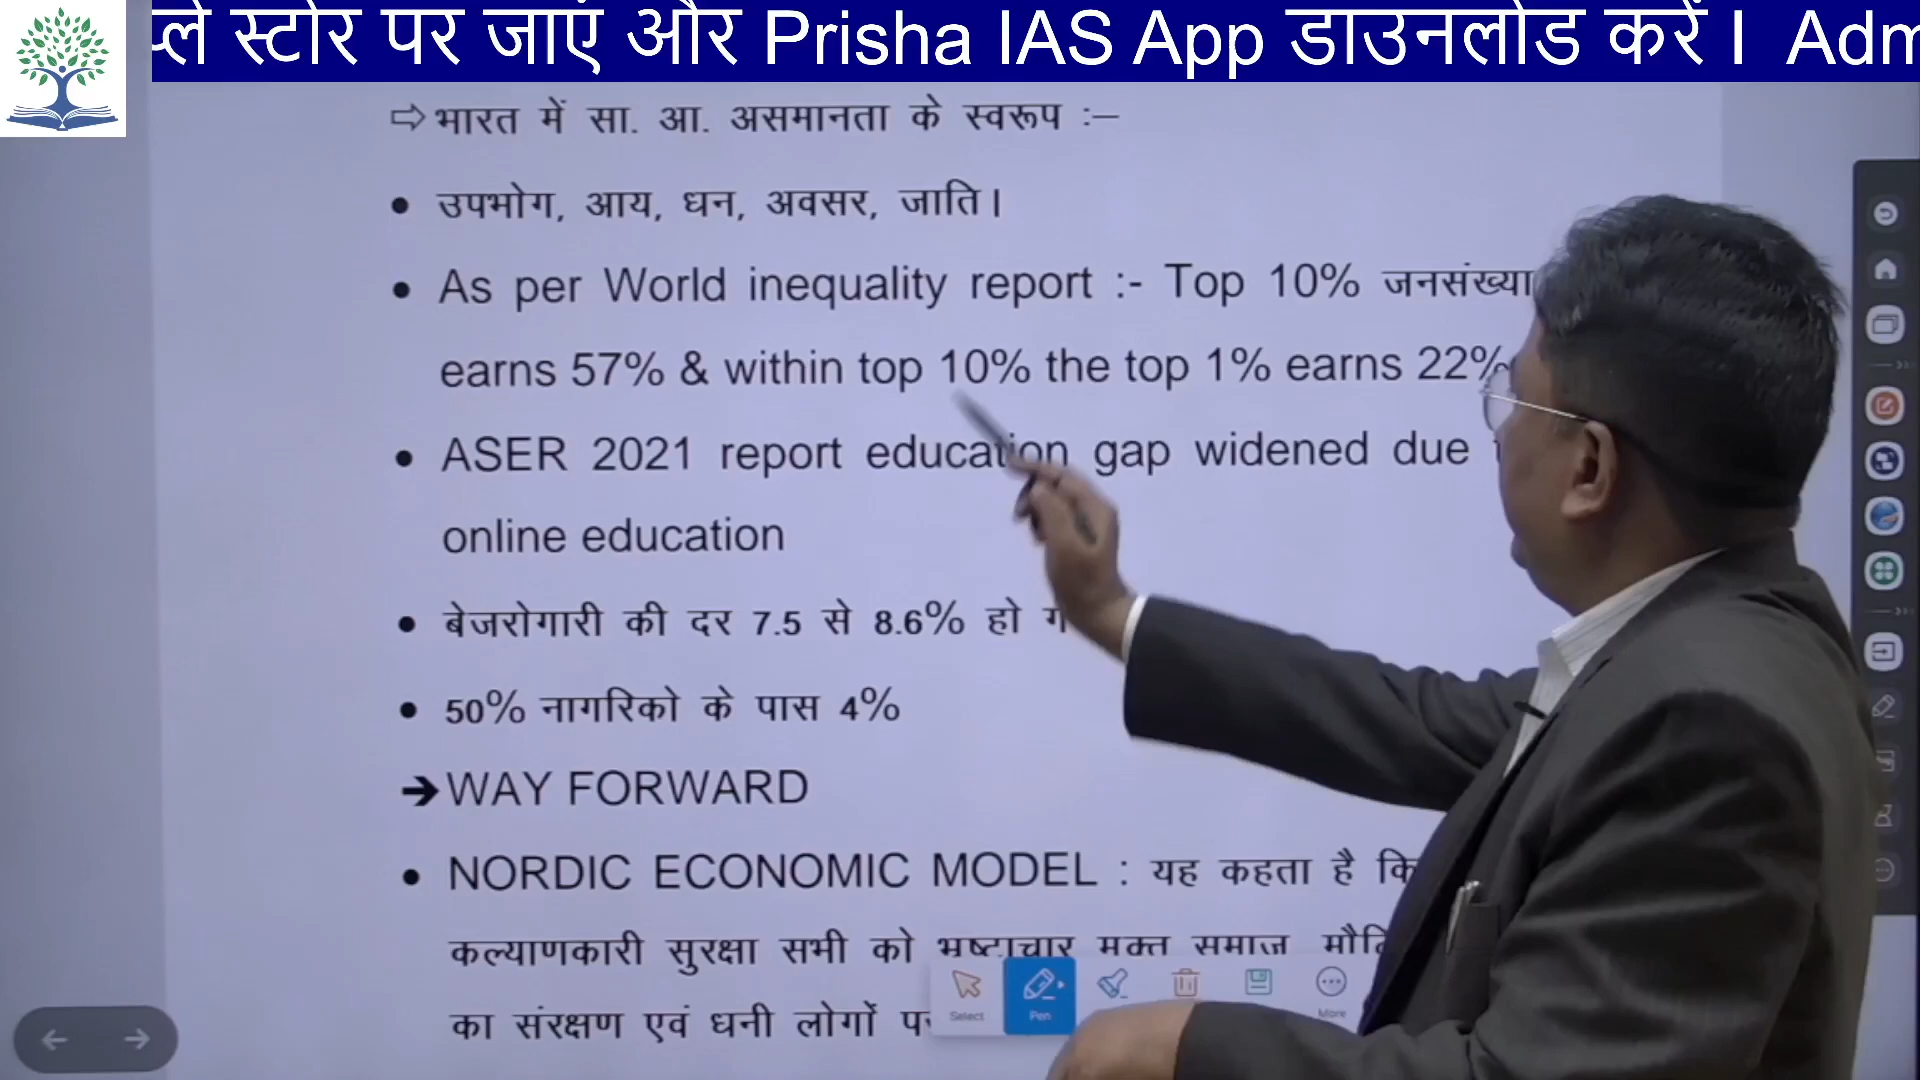 स्टोर पर जाएं और Prisha IAS App डाउनलोड करें I
⇨ भारत में सा. आ. असमानता के स्वरूप :–
• उपभोग, आय, धन, अवसर, जाति।
• As per World inequality report :- Top 10% जनसंख्या
earns 57% & within top 10% the top 1% earns 22%
• ASER 2021 report education gap widened due
online education
• बेजरोगारी की दर 7.5 से 8.6% हो
• 50% नागरिको के पास 4%
➔ WAY FORWARD
• NORDIC ECONOMIC MODEL : यह कहता है कि
कल्याणकारी सुरक्षा सभी को भ्रष्टाचार मुक्त समाज
का संरक्षण एवं धनी लोगों
Select
Pen
More